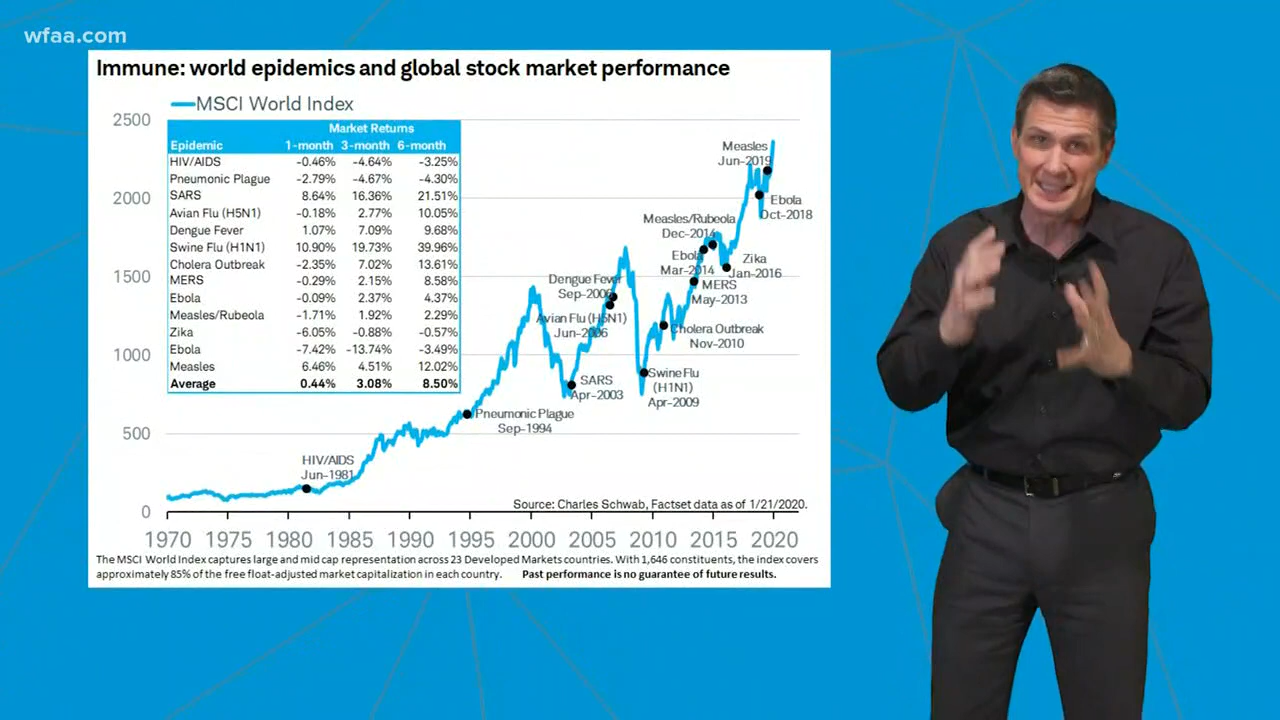 wfaa.com
Immune: world epidemics and global stock market performance
MSCI World Index
Market Returns
Epidemic 1-month 3-month 6-month
HIV/AIDS -0.46% -4.64% -3.25%
Pneumonic Plague -2.79% -4.67% -4.30%
SARS 8.64% 16.36% 21.51%
Avian Flu (H5N1) -0.18% 2.77% 10.05%
Dengue Fever 1.07% 7.09% 9.68%
Swine Flu (H1N1) 10.90% 19.73% 39.96%
Cholera Outbreak -2.35% 7.02% 13.61%
MERS -0.29% 2.15% 8.58%
Ebola -0.09% 2.37% 4.37%
Measles/Rubeola -1.71% 1.92% 2.29%
Zika -6.05% -0.88% -0.57%
Ebola -7.42% -13.74% -3.49%
Measles 6.46% 4.51% 12.02%
Average 0.44% 3.08% 8.50%
2500
2000
1500
1000
500
0
Measles
Jun-2019
Ebola
Oct-2018
Measles/Rubeola
Dec-2014
Ebola
Mar-2014
Zika
Jan-2016
MERS
May-2013
Dengue Fever
Sep-2006
Avian Flu (H5N1)
Jun-2006
Cholera Outbreak
Nov-2010
Swine Flu
(H1N1)
Apr-2009
SARS
Apr-2003
Pneumonic Plague
Sep-1994
HIV/AIDS
Jun-1981
Source: Charles Schwab, Factset data as of 1/21/2020.
1970 1975 1980 1985 1990 1995 2000 2005 2010 2015 2020
The MSCI World Index captures large and mid cap representation across 23 Developed Markets countries. With 1,646 constituents, the index covers
approximately 85% of the free float-adjusted market capitalization in each country. Past performance is no guarantee of future results.